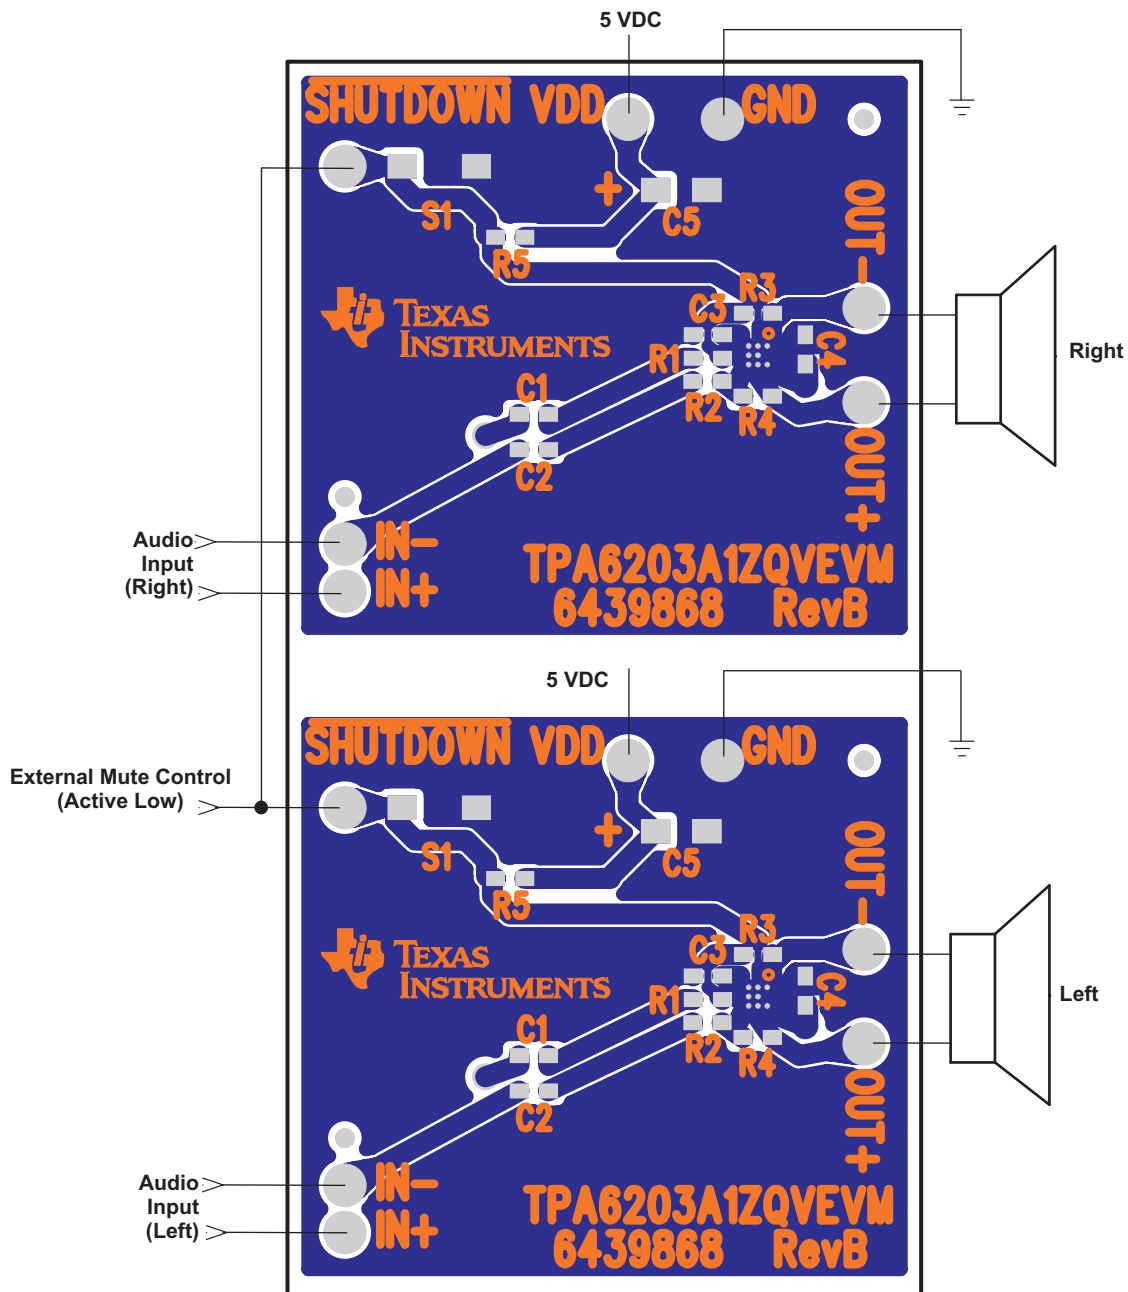 5 VDC
SHUTDOWN VDD GND
OUT-
+
S1
C5
R5
R3
C3
TEXAS
INSTRUMENTS
R1
C4
Right
C1
R2
R4
C2
OUT+
Audio
Input
(Right)
IN-
IN+
TPA6203A1ZQVEVM
6439868 RevB
5 VDC
SHUTDOWN VDD GND
External Mute Control
(Active Low)
OUT-
+
S1
C5
R5
R3
C3
TEXAS
INSTRUMENTS
R1
C4
Left
C1
R2
R4
C2
OUT+
Audio
Input
(Left)
IN-
IN+
TPA6203A1ZQVEVM
6439868 RevB